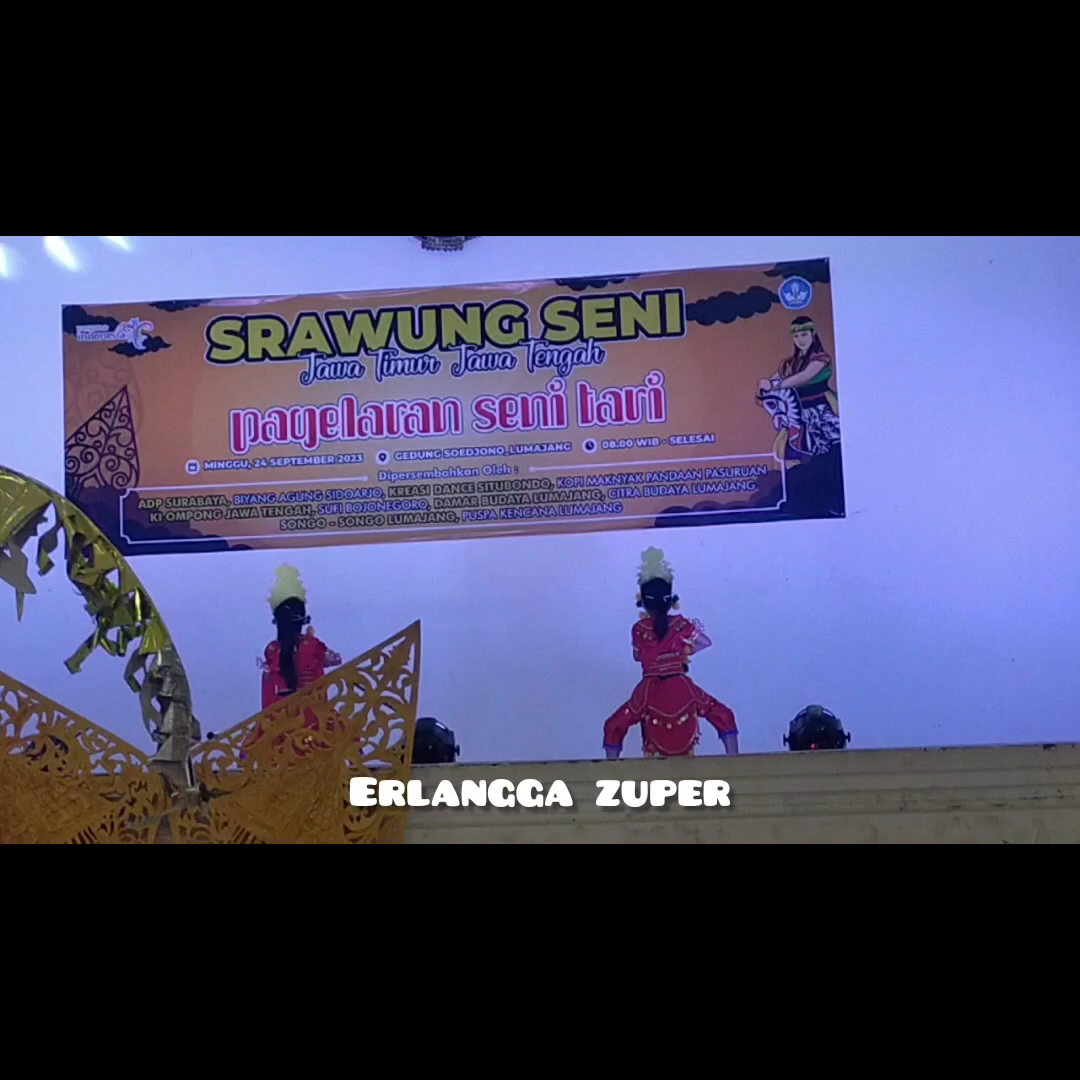 SRAWUNG SENI
Jawa Timur Jawa Tengah
indonesia
pagelaran seni tari
MINGGU, 24 SEPTEMBER 2023 GEDUNG SOEDJONO LUMAJANG 08.00 WIB - SELESAI
Dipersembahkan Oleh :
ADP SURABAYA, BIYANG AGUNG SIDOARJO, KREASI DANCE SITUBONDO, KOPI MAKNYAK PANDAAN PASURUAN
KI OMPONG JAWA TENGAH, SUFI BOJONEGORO, DAMAR BUDAYA LUMAJANG, CITRA BUDAYA LUMAJANG
SONGO - SONGO LUMAJANG, PUSPA KENCANA LUMAJANG
ERLANGGA ZUPER